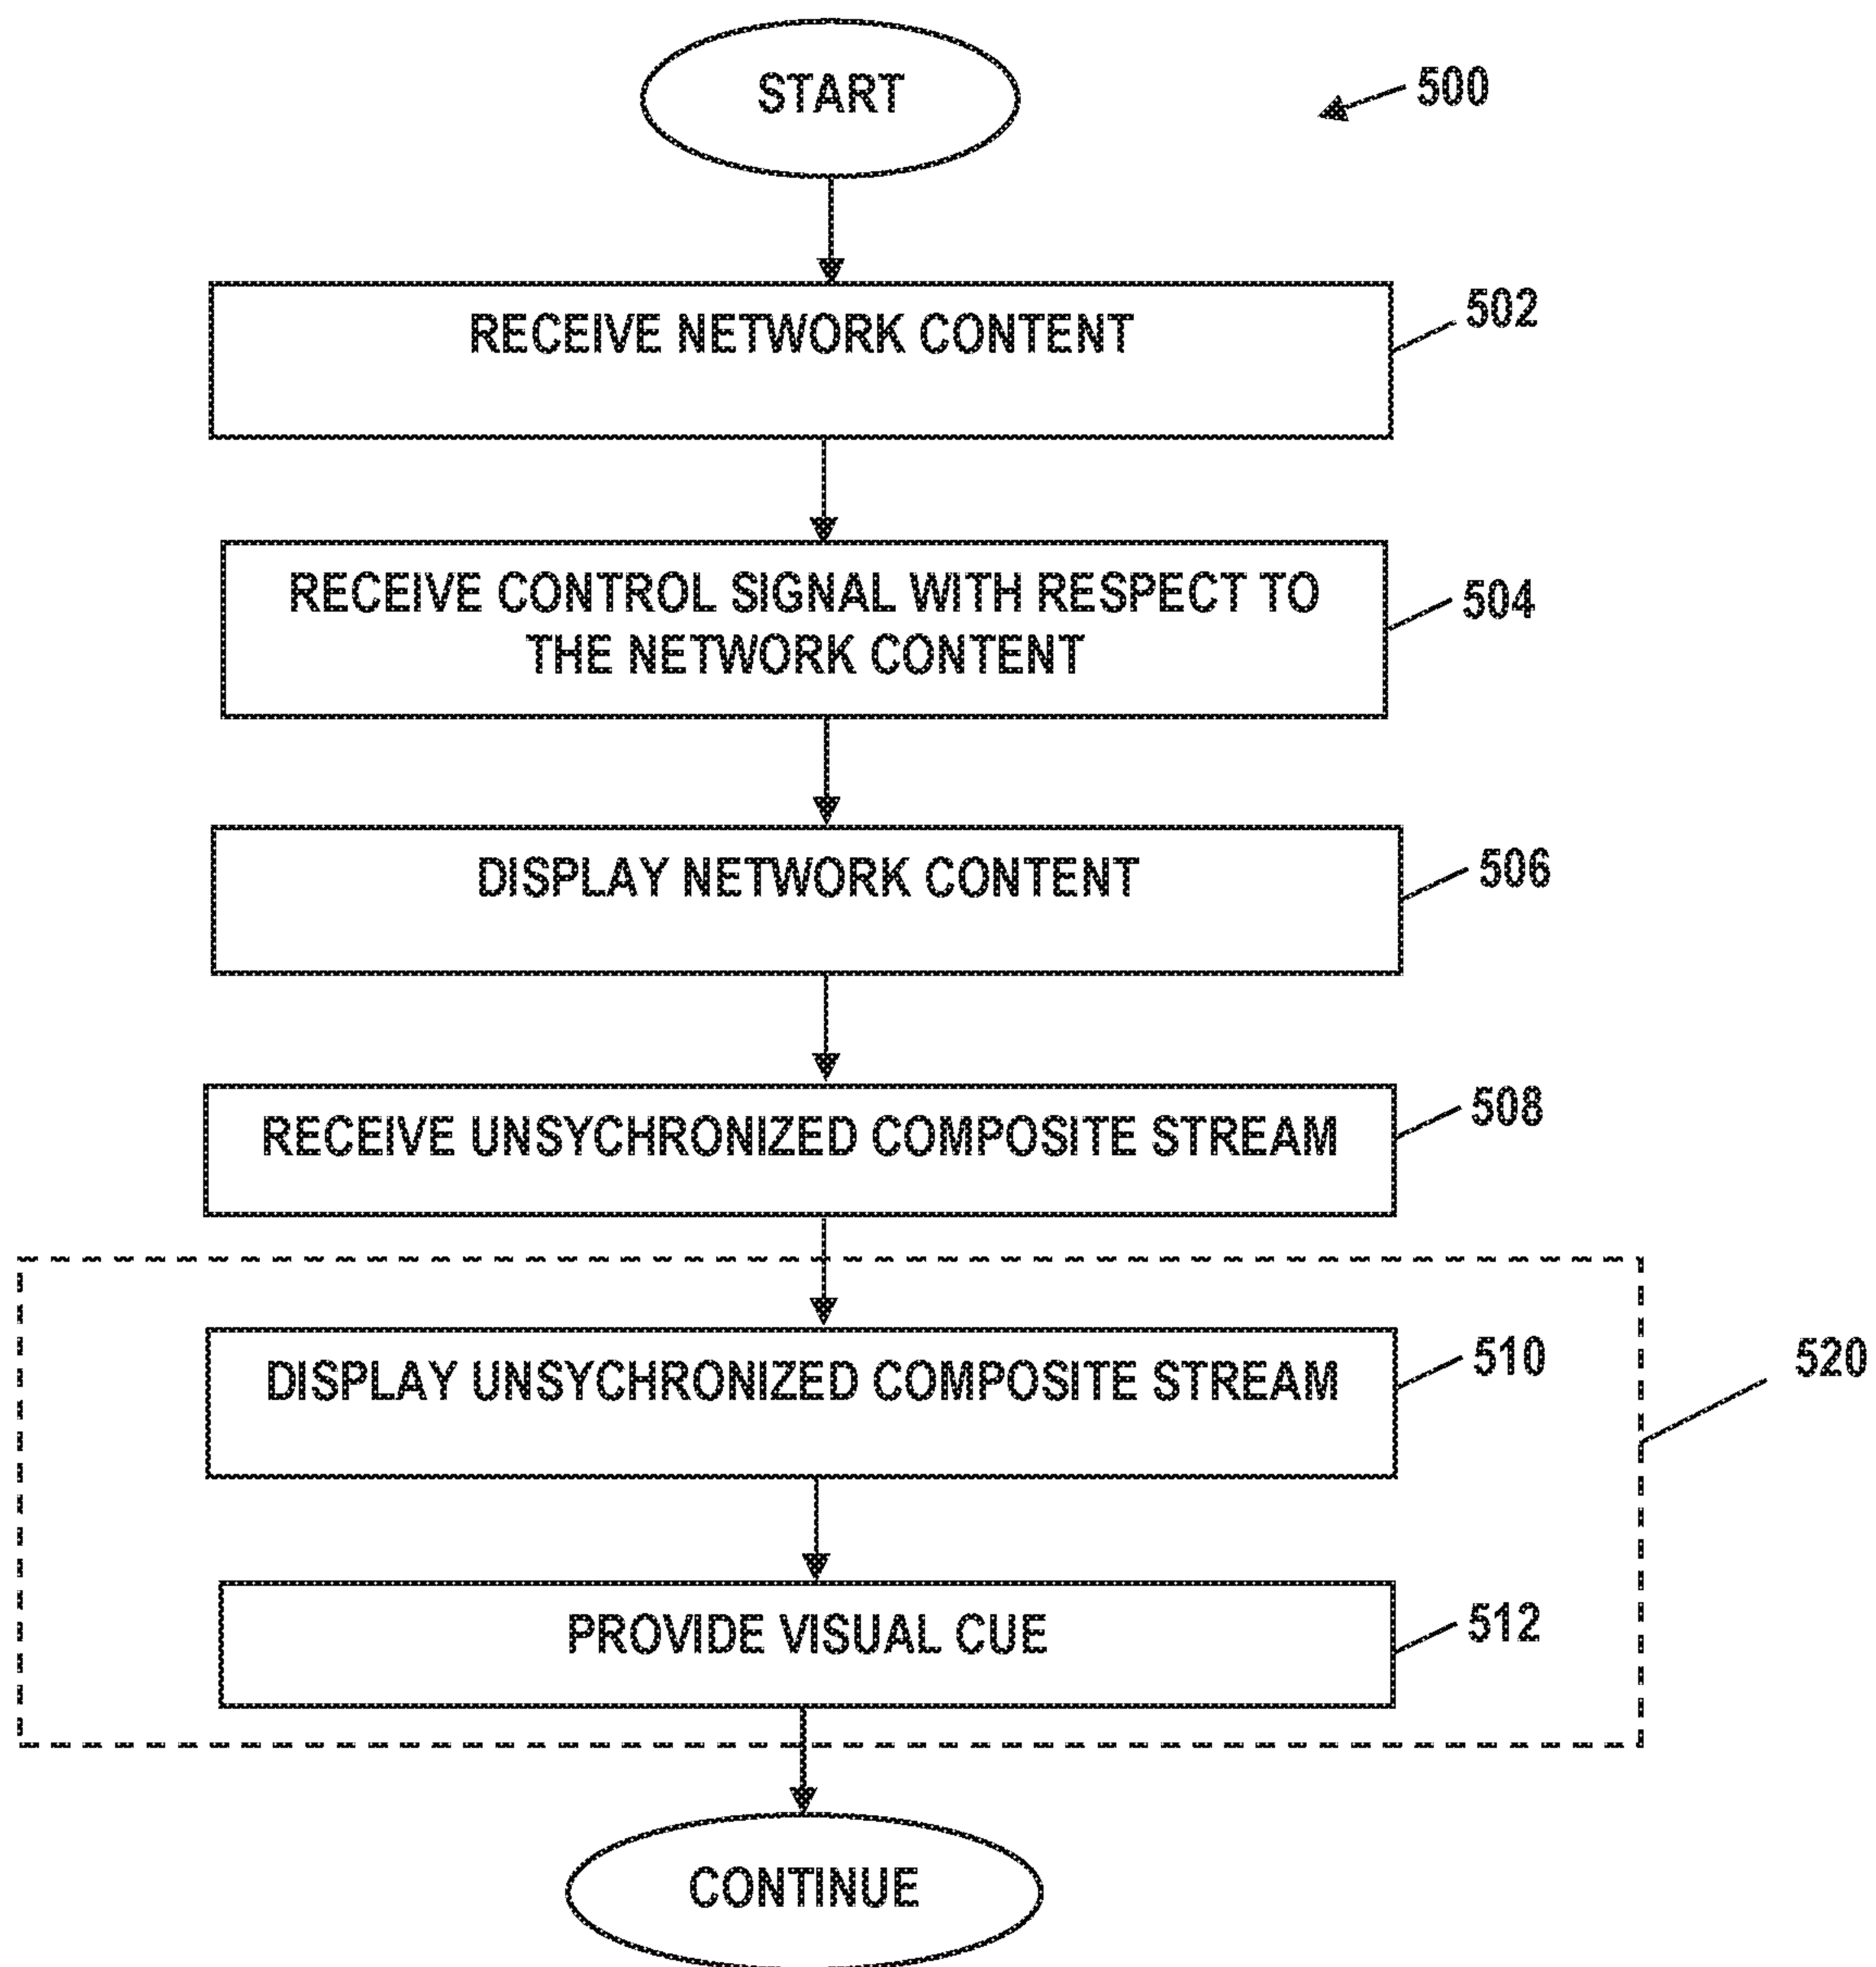 START
500
RECEIVE NETWORK CONTENT
502
RECEIVE CONTROL SIGNAL WITH RESPECT TO
THE NETWORK CONTENT
504
DISPLAY NETWORK CONTENT
506
RECEIVE UNSYCHRONIZED COMPOSITE STREAM
508
DISPLAY UNSYCHRONIZED COMPOSITE STREAM
510
520
PROVIDE VISUAL CUE
512
CONTINUE